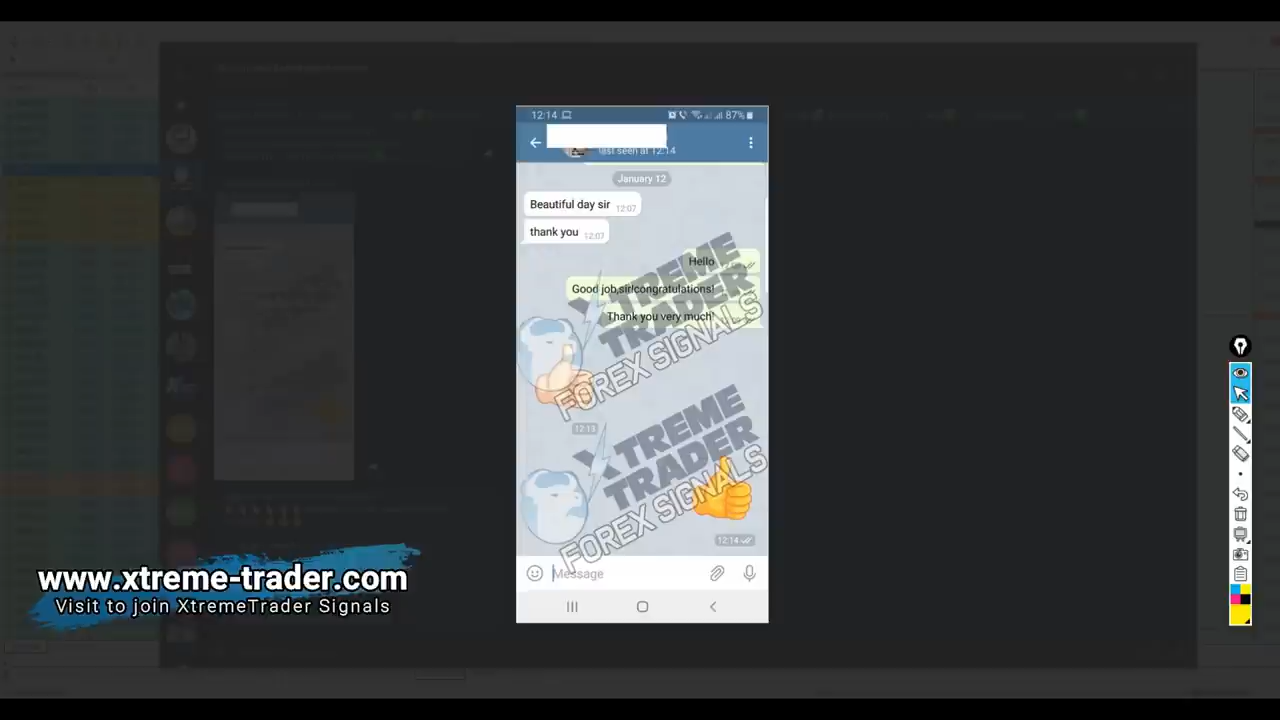 12:14
87%
last seen at 12:14
January 12
Beautiful day sir 12:07
thank you 12:07
Hello
Good job,sir!congratulations!
Thank you very much!
XTREME
TRADER
FOREX SIGNALS
12:13
XTREME
TRADER
FOREX SIGNALS
12:14
Message
www.xtreme-trader.com
Visit to join XtremeTrader Signals